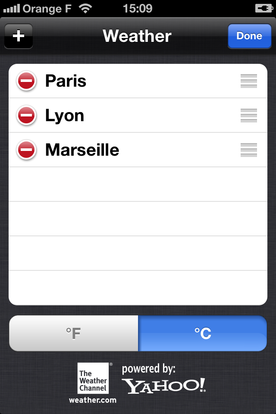 Orange F 15:09
+ Weather Done
Paris
Lyon
Marseille
°F °C
The
Weather
Channel
weather.com
powered by:
YAHOO!